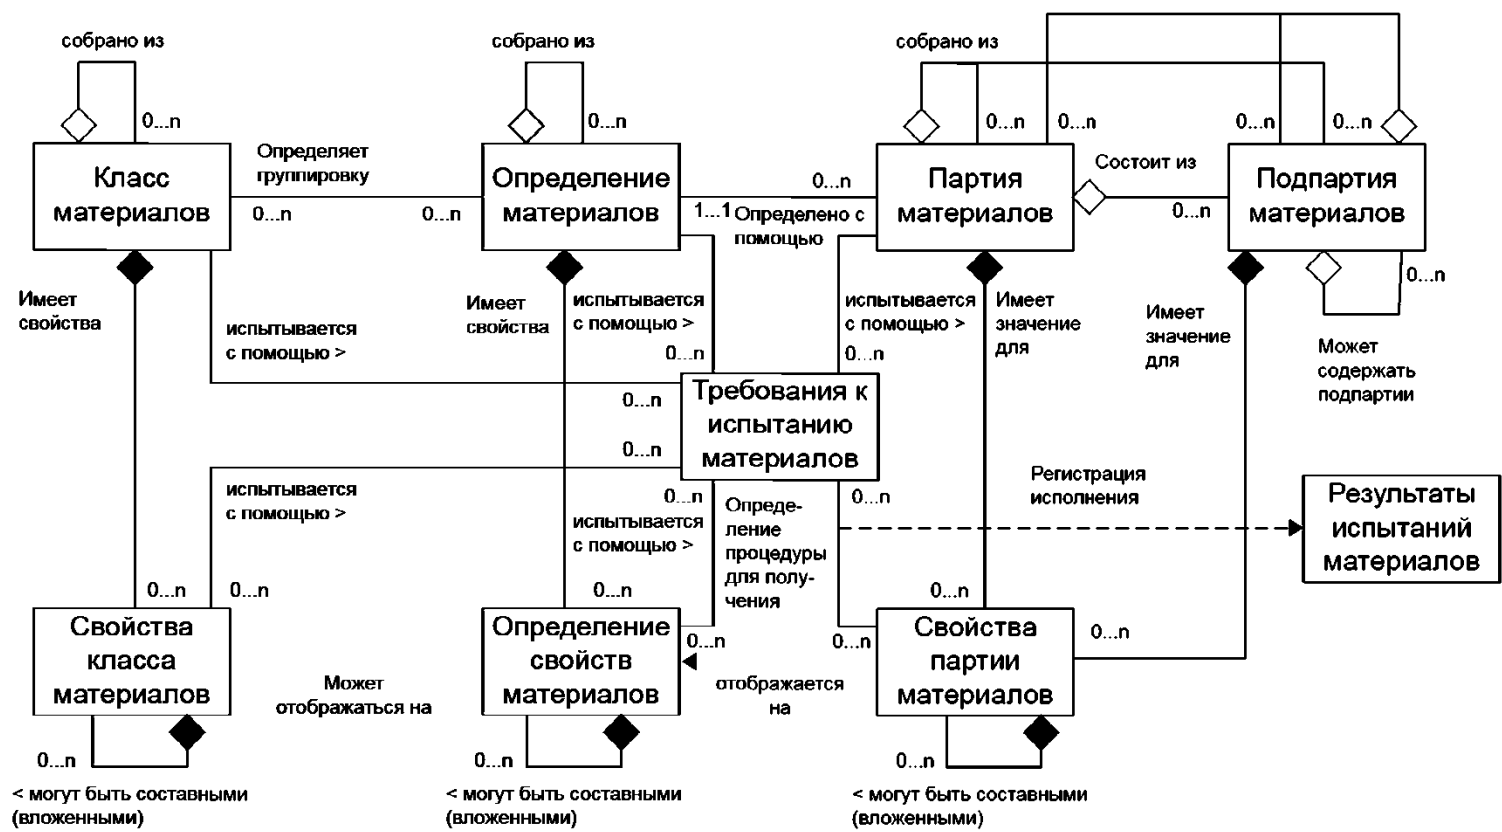 собрано из
собрано из
собрано из
0...n
0...n
0...n
0...n
0...n
0...n
Класс
материалов
Определяет
группировку
0...n
0...n
Определение
материалов
0...n
1...1
Определено с
помощью
Партия
материалов
Состоит из
0...n
Подпартия
материалов
Имеет
свойства
испытывается
с помощью >
Имеет
свойства
испытывается
с помощью >
0...n
испытывается
с помощью >
0...n
Имеет
значение
для
Имеет
значение
для
0...n
Может
содержать
подпартии
0...n
0...n
Требования к
испытанию
материалов
испытывается
с помощью >
0...n
испытывается
с помощью >
Опреде-
ление
процедуры
для полу-
чения
0...n
Регистрация
исполнения
Результаты
испытаний
материалов
0...n
0...n
0...n
0...n
0...n
0...n
0...n
Свойства
класса
материалов
Может
отображаться на
Определение
свойств
материалов
отображается
на
Свойства
партии
материалов
0...n
0...n
0...n
< могут быть составными
(вложенными)
< могут быть составными
(вложенными)
< могут быть составными
(вложенными)